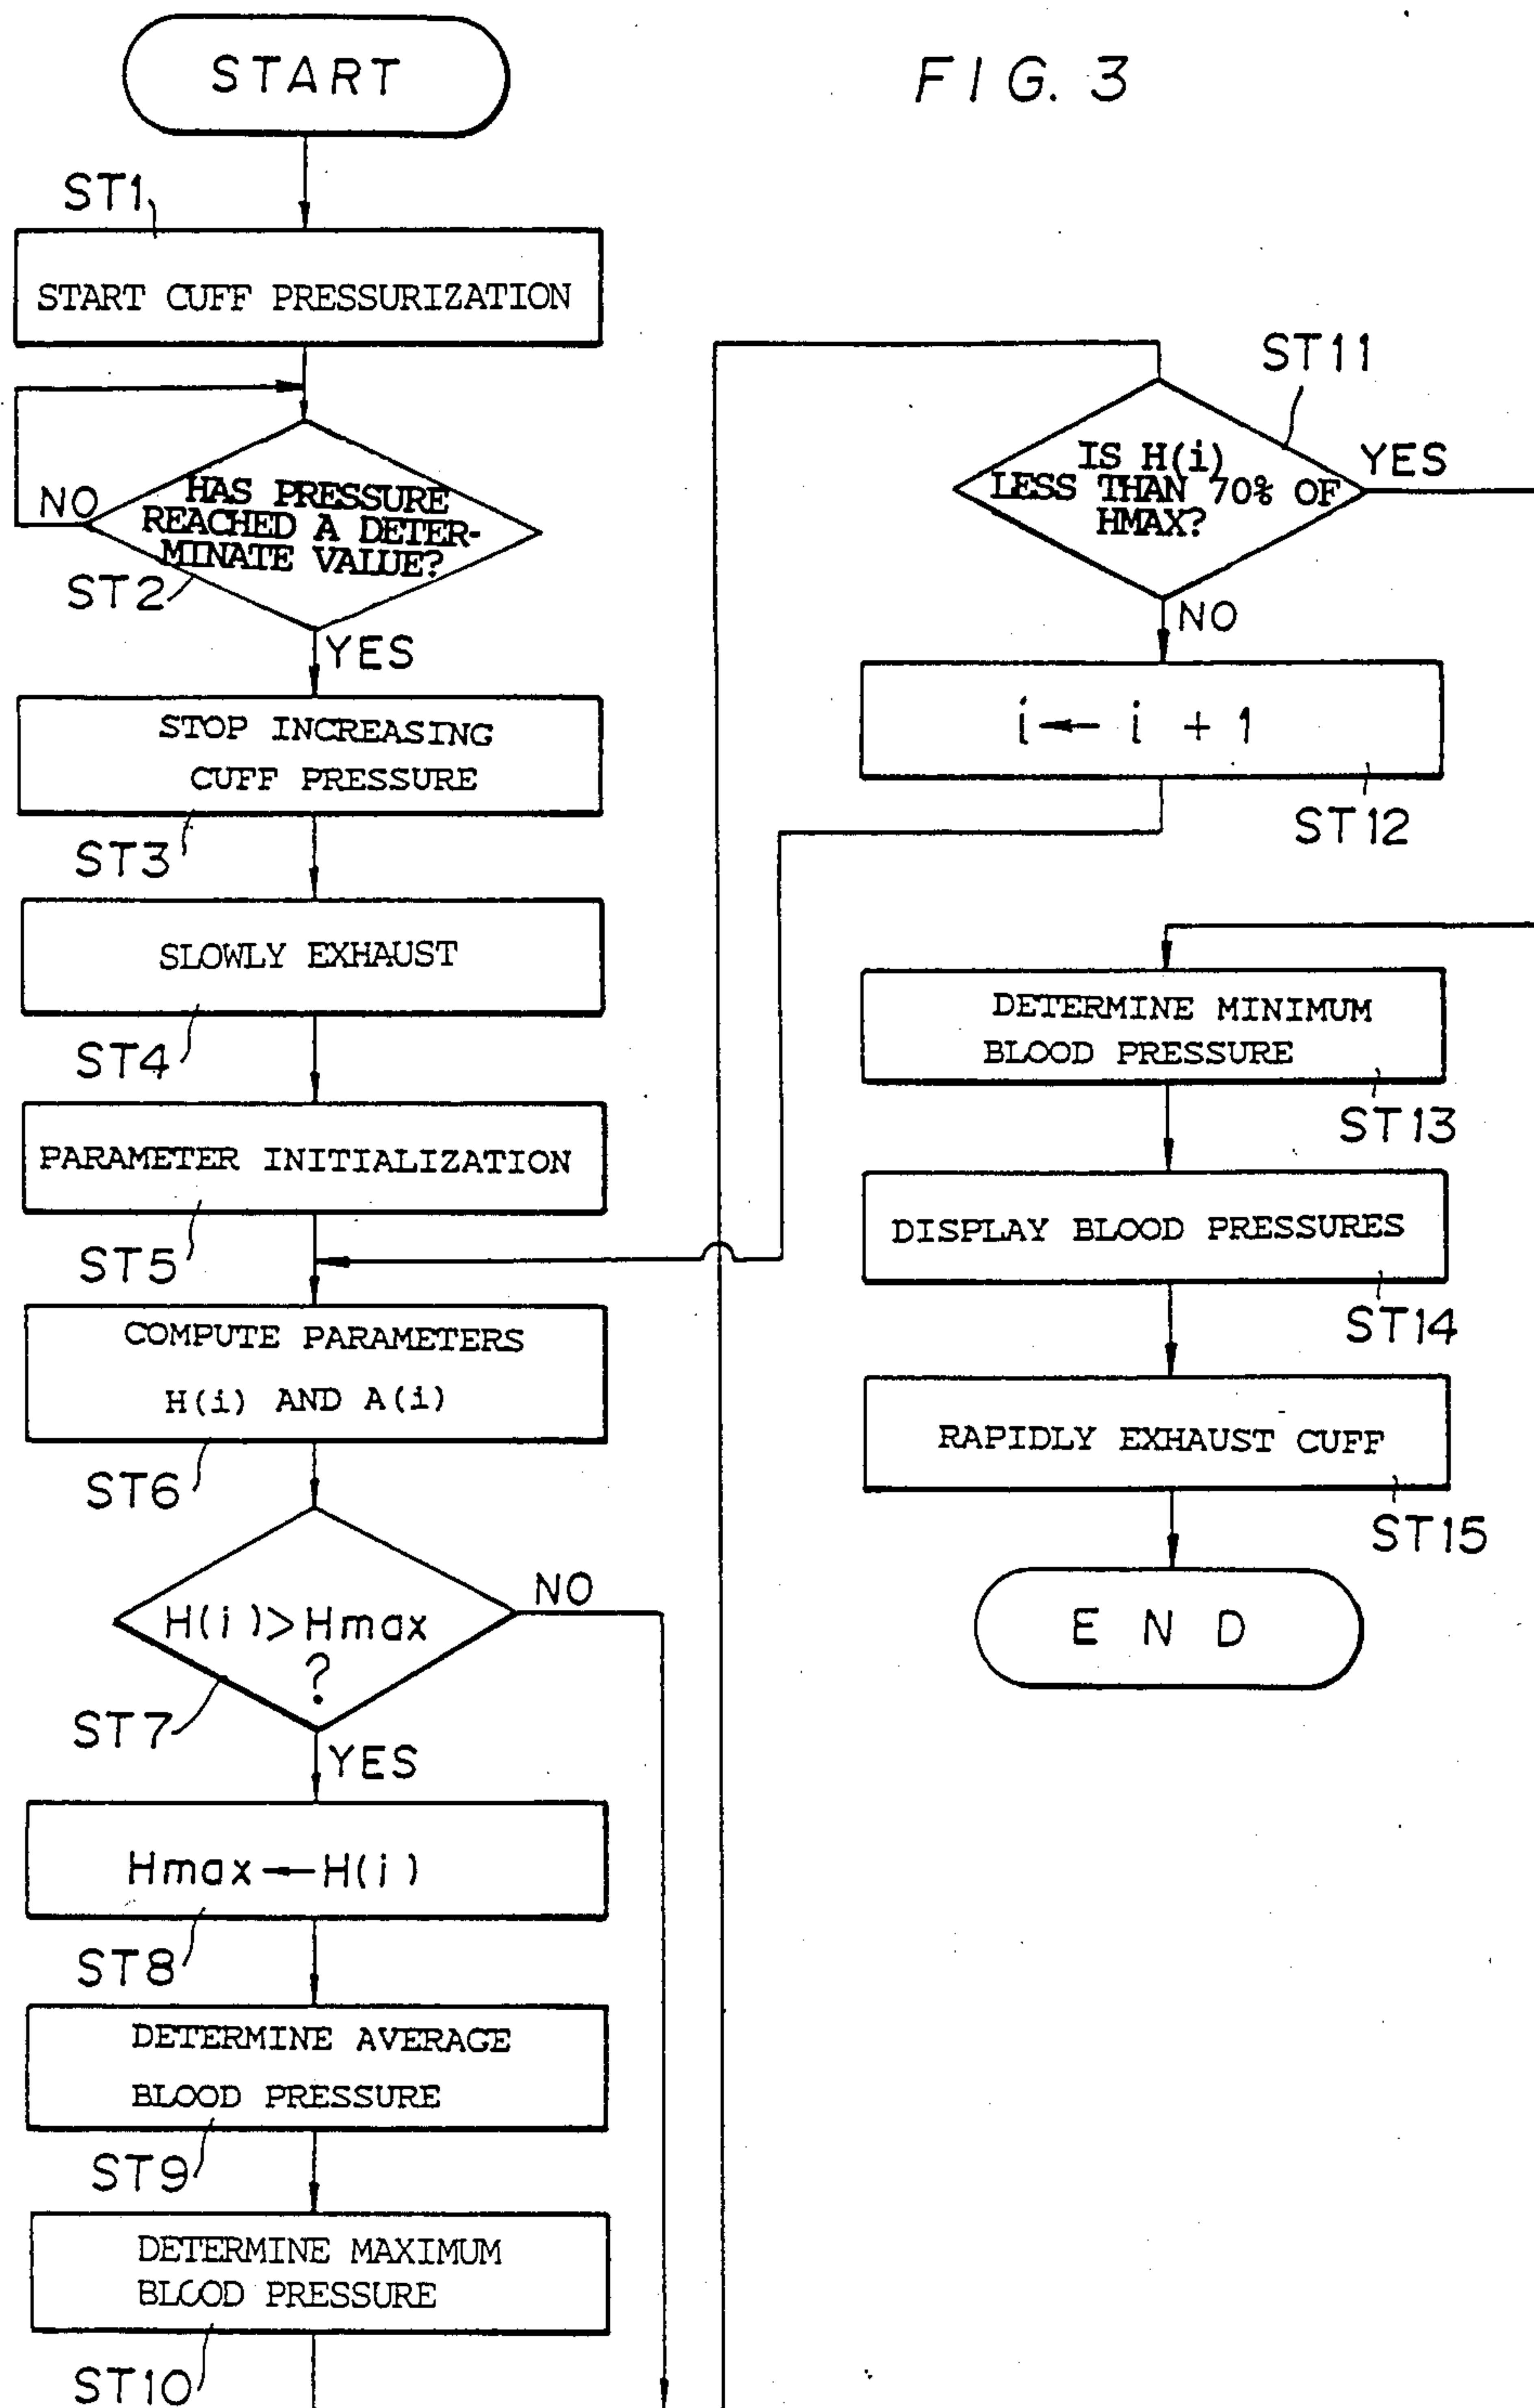 START
FIG. 3
ST1
START CUFF PRESSURIZATION
NO
HAS PRESSURE
REACHED A DETER-
MINATE VALUE?
ST2
YES
STOP INCREASING
CUFF PRESSURE
ST3
SLOWLY EXHAUST
ST4
PARAMETER INITIALIZATION
ST5
COMPUTE PARAMETERS
H(i) AND A(i)
ST6
H(i)>Hmax
?
NO
ST7
YES
Hmax←H(i)
ST8
DETERMINE AVERAGE
BLOOD PRESSURE
ST9
DETERMINE MAXIMUM
BLOOD PRESSURE
ST10
ST11
IS H(i)
LESS THAN 70% OF
HMAX?
YES
NO
i← i + 1
ST12
DETERMINE MINIMUM
BLOOD PRESSURE
ST13
DISPLAY BLOOD PRESSURES
ST14
RAPIDLY EXHAUST CUFF
ST15
END